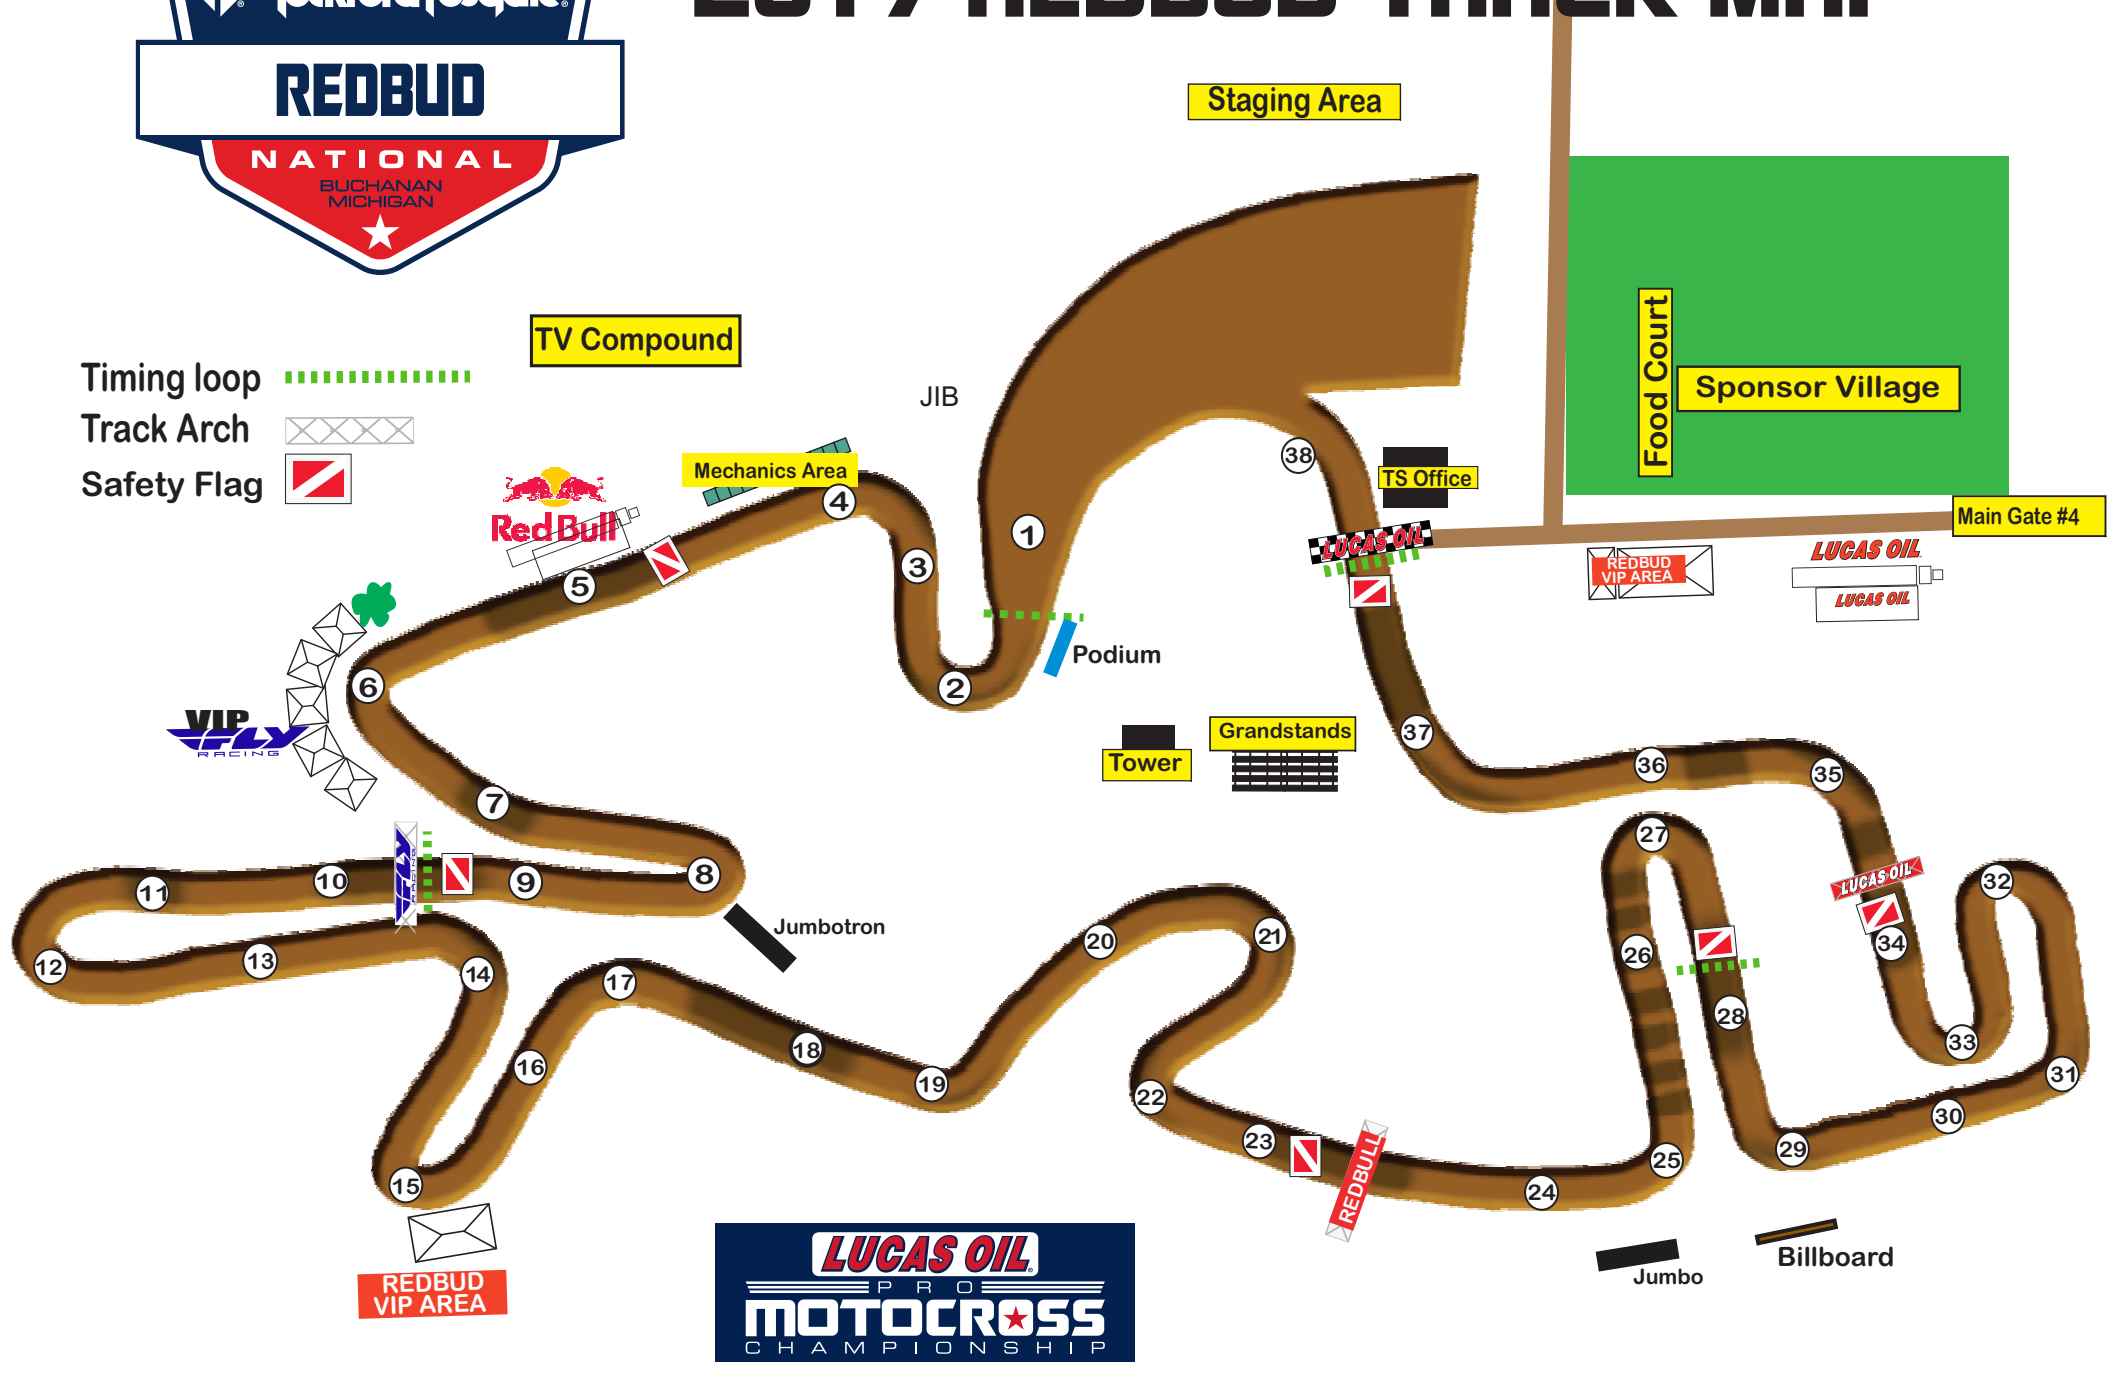 REDBUD
NATIONAL
BUCHANAN
MICHIGAN
Staging Area
TV Compound
Timing loop
Track Arch
Safety Flag
JIB
Mechanics Area
Red Bull
Food Court
Sponsor Village
TS Office
Main Gate #4
LUCAS OIL
REDBUD
VIP AREA
LUCAS OIL
LUCAS OIL
Podium
VIP
FLY
RACING
Tower
Grandstands
FLY
RACING
Jumbotron
LUCAS OIL
REDBULL
REDBUD
VIP AREA
Jumbo
Billboard
LUCAS OIL
PRO
MOTOCROSS
CHAMPIONSHIP
1
2
3
4
5
6
7
8
9
10
11
12
13
14
15
16
17
18
19
20
21
22
23
24
25
26
27
28
29
30
31
32
33
34
35
36
37
38